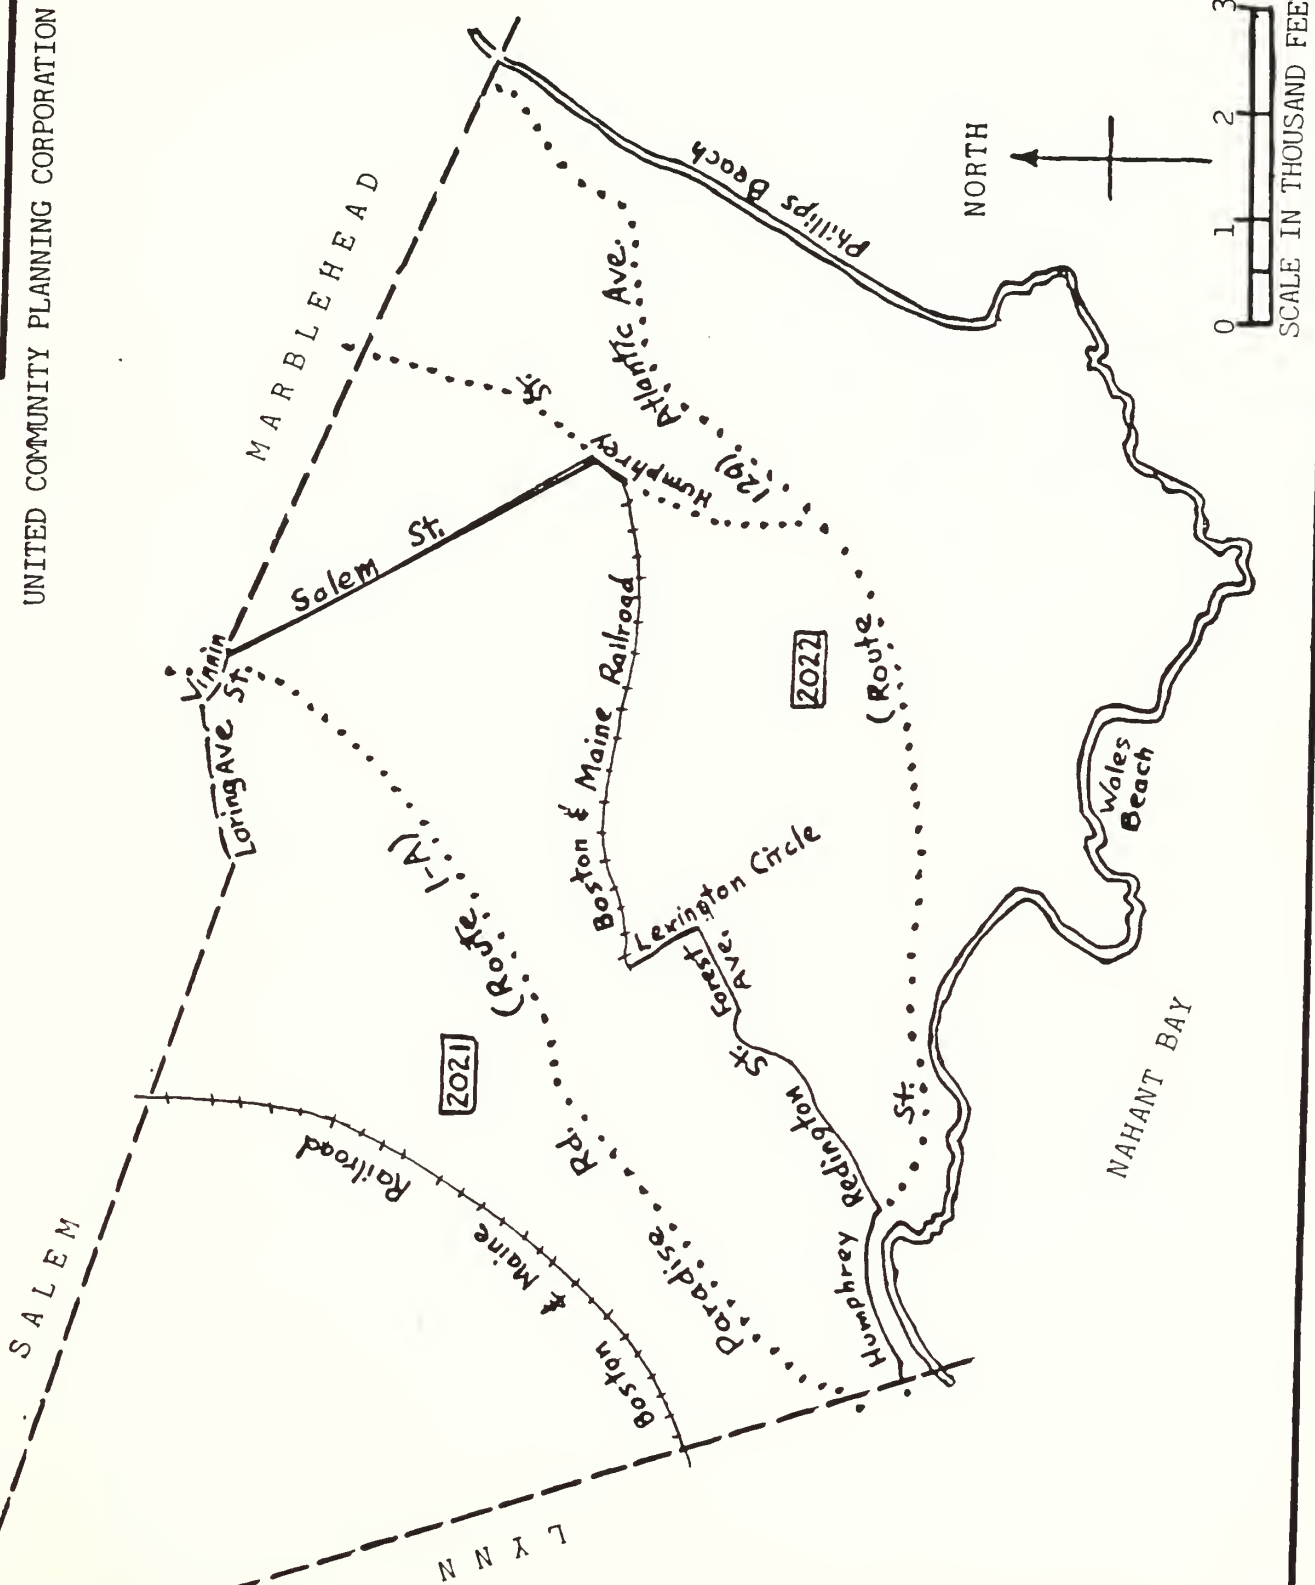 UNITED COMMUNITY PLANNING CORPORATION
SALEM
MARBLEHEAD
LYNN
Loring Ave
Vinnin
St.
Salem St.
Boston & Maine Railroad
2021
Paradise Rd. (Route 1-A)
Boston & Maine Railroad
Humphrey St.
Atlantic Ave.
Phillips Beach
Lexington Circle
Forest
Ave.
Redington St.
2022
Humphrey St. (Route 129)
Wales
Beach
NAHANT BAY
NORTH
0 1 2 3
SCALE IN THOUSAND FEE